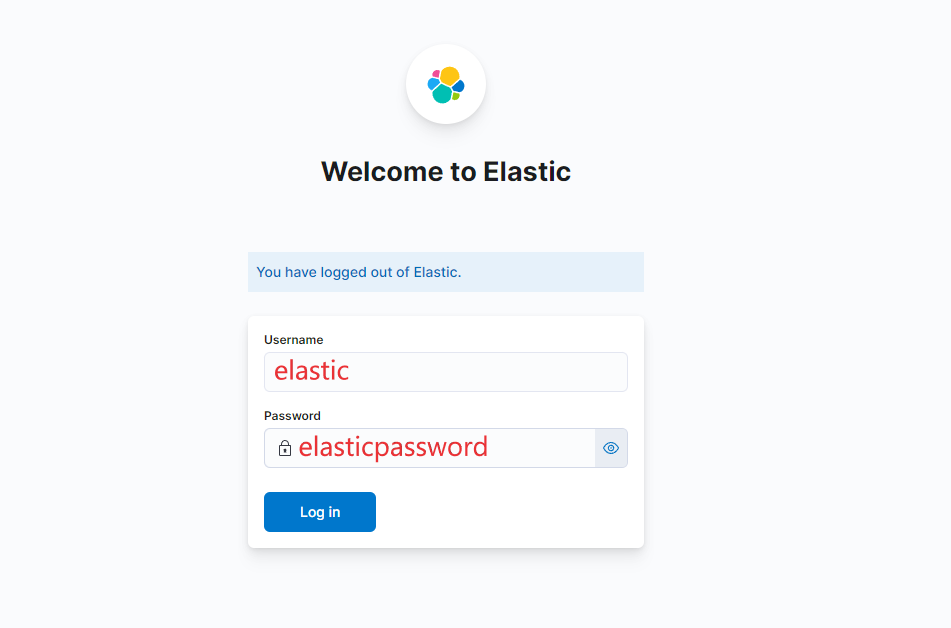 Welcome to Elastic
You have logged out of Elastic.
Username
elastic
Password
elasticpassword
Log in